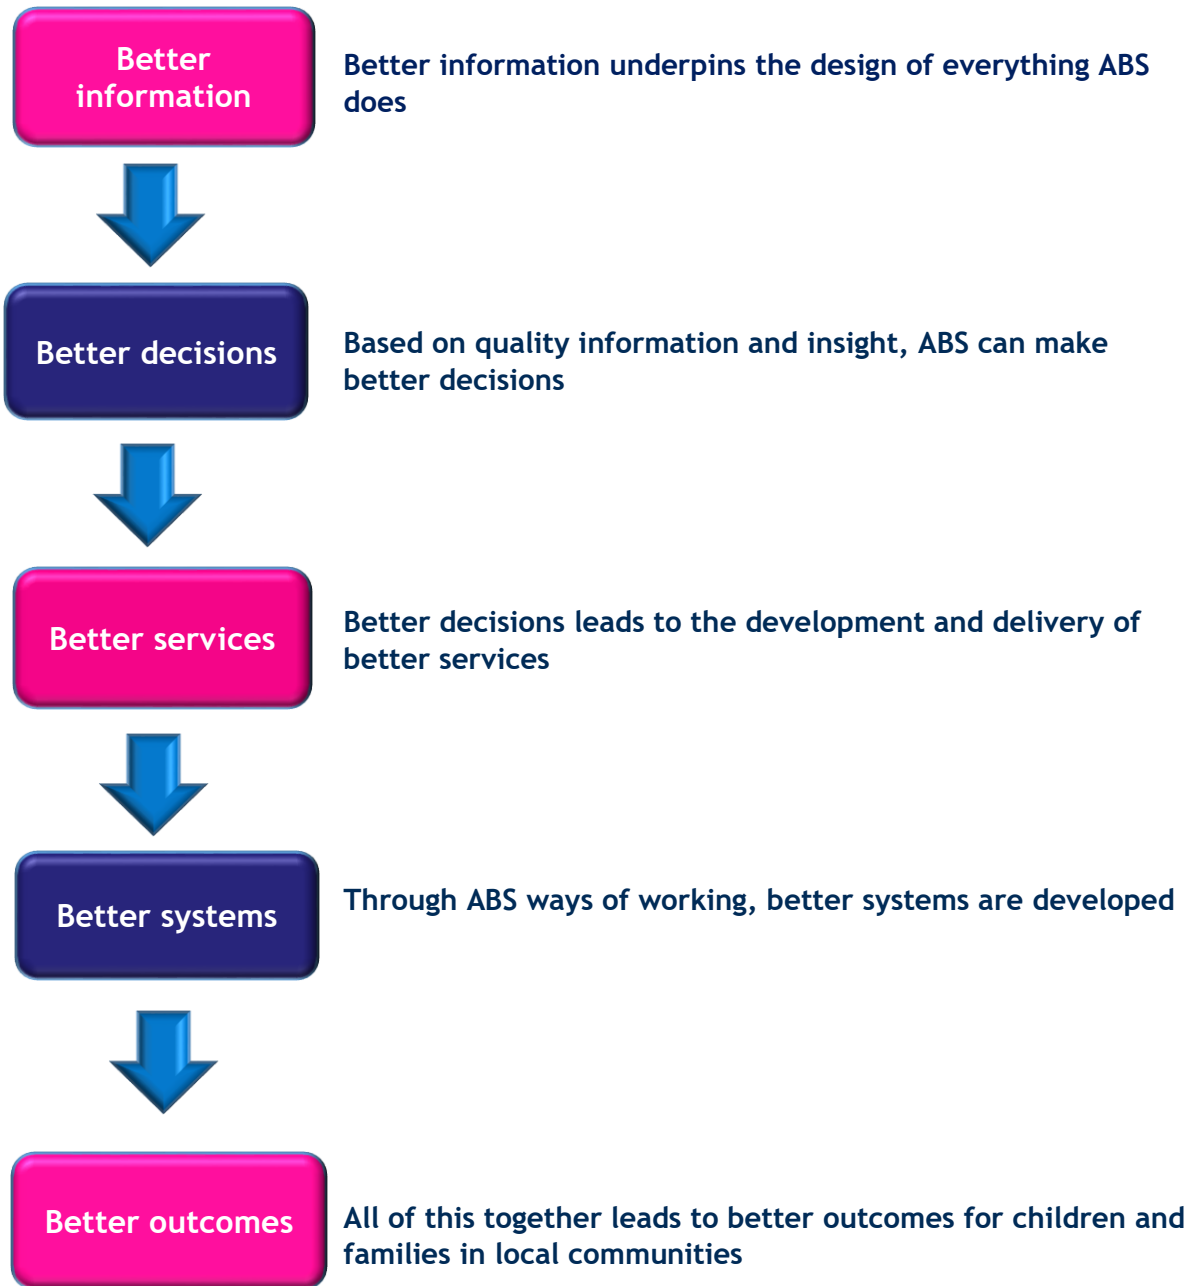 Better
information
Better information underpins the design of everything ABS
does
Better decisions
Based on quality information and insight, ABS can make
better decisions
Better services
Better decisions leads to the development and delivery of
better services
Better systems
Through ABS ways of working, better systems are developed
Better outcomes
All of this together leads to better outcomes for children and
families in local communities